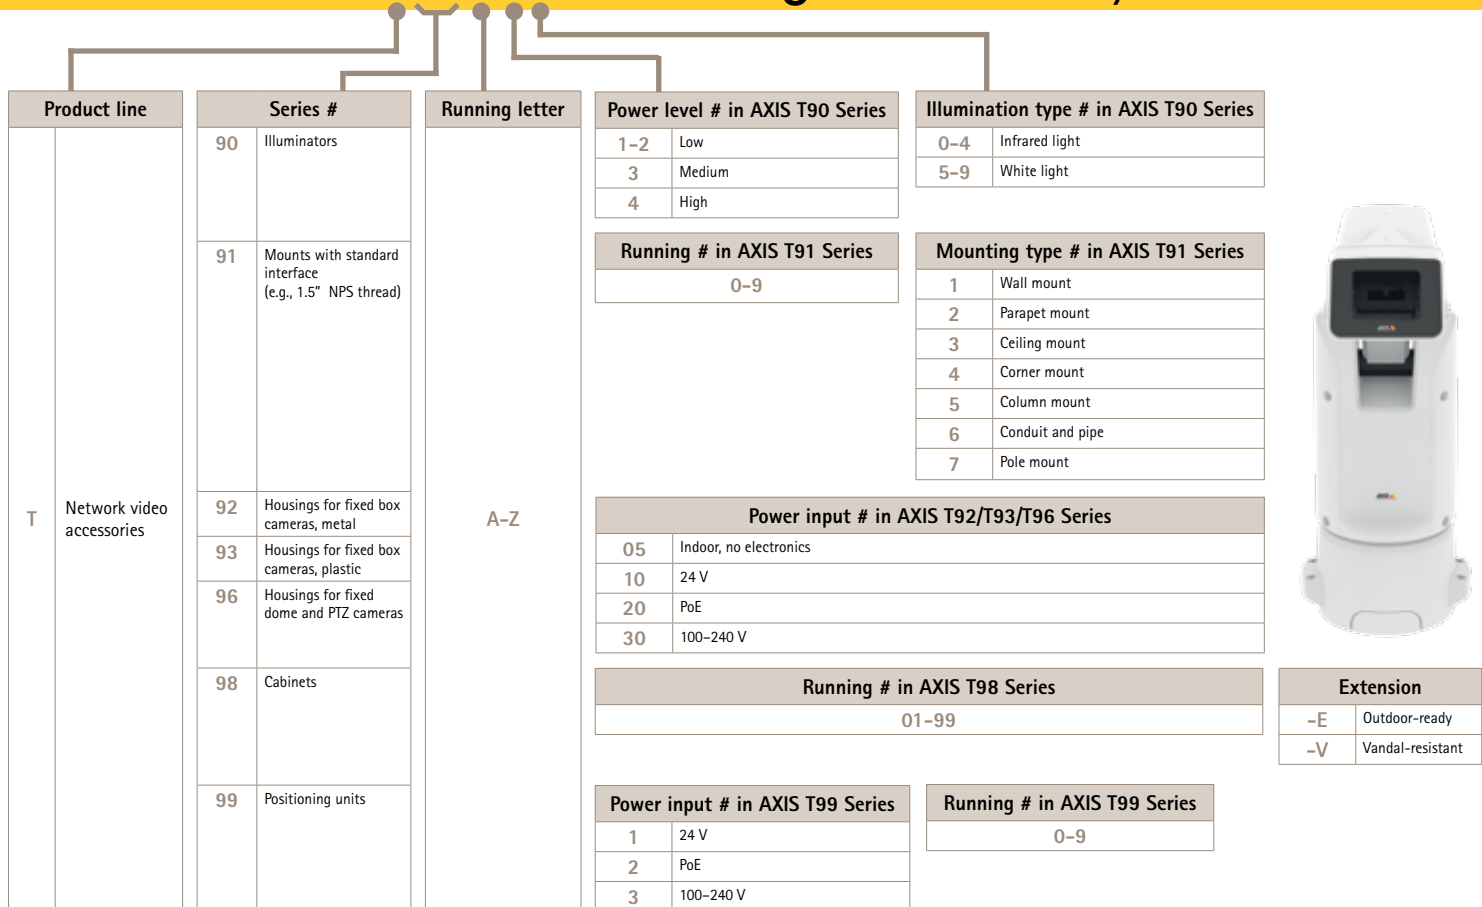 Product line
T
Network video
accessories
Series #
90
Illuminators
91
Mounts with standard
interface
(e.g., 1.5" NPS thread)
92
Housings for fixed box
cameras, metal
93
Housings for fixed box
cameras, plastic
96
Housings for fixed
dome and PTZ cameras
98
Cabinets
99
Positioning units
Running letter
A-Z
Power level # in AXIS T90 Series
1-2 Low
3 Medium
4 High
Illumination type # in AXIS T90 Series
0-4 Infrared light
5-9 White light
Running # in AXIS T91 Series
0-9
Mounting type # in AXIS T91 Series
1 Wall mount
2 Parapet mount
3 Ceiling mount
4 Corner mount
5 Column mount
6 Conduit and pipe
7 Pole mount
Power input # in AXIS T92/T93/T96 Series
05 Indoor, no electronics
10 24 V
20 PoE
30 100-240 V
Running # in AXIS T98 Series
01-99
Extension
-E Outdoor-ready
-V Vandal-resistant
Power input # in AXIS T99 Series
1 24 V
2 PoE
3 100-240 V
Running # in AXIS T99 Series
0-9
AXIS
AXIS